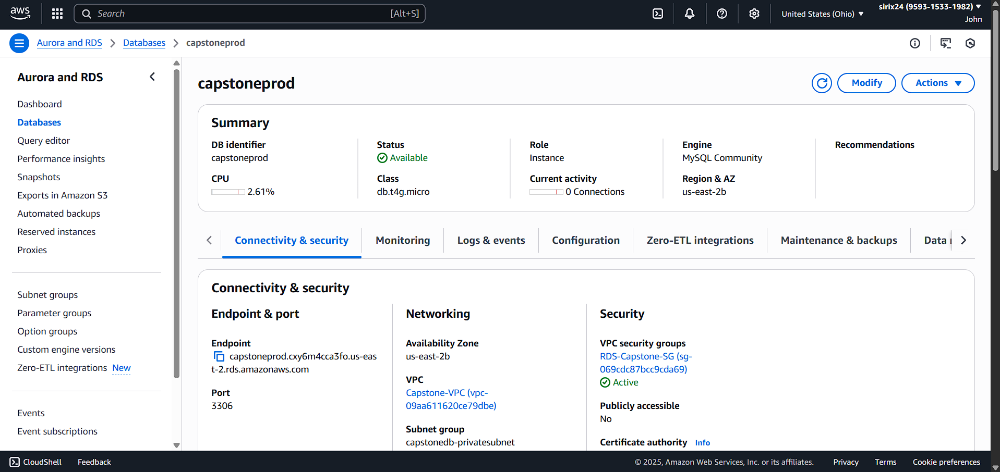 aws
Search
[Alt+S]
United States (Ohio)
sirix24 (9593-1533-1982)
John
Aurora and RDS
Databases
capstoneprod
Aurora and RDS
Dashboard
Databases
Query editor
Performance insights
Snapshots
Exports in Amazon S3
Automated backups
Reserved instances
Proxies
Subnet groups
Parameter groups
Option groups
Custom engine versions
Zero-ETL integrations New
Events
Event subscriptions
capstoneprod
Modify
Actions
Summary
DB identifier
capstoneprod
CPU
2.61%
Status
Available
Class
db.t4g.micro
Role
Instance
Current activity
0 Connections
Engine
MySQL Community
Region & AZ
us-east-2b
Recommendations
Connectivity & security
Monitoring
Logs & events
Configuration
Zero-ETL integrations
Maintenance & backups
Data
Connectivity & security
Endpoint & port
Endpoint
capstoneprod.cxy6m4cca3fo.us-eas
t-2.rds.amazonaws.com
Port
3306
Networking
Availability Zone
us-east-2b
VPC
Capstone-VPC (vpc-
09aa611620ce79dbe)
Subnet group
capstonedb-privatesubnet
Security
VPC security groups
RDS-Capstone-SG (sg-
069cdc87bcc9cda69)
Active
Publicly accessible
No
Certificate authority Info
CloudShell
Feedback
© 2025, Amazon Web Services, Inc. or its affiliates.
Privacy
Terms
Cookie preferences